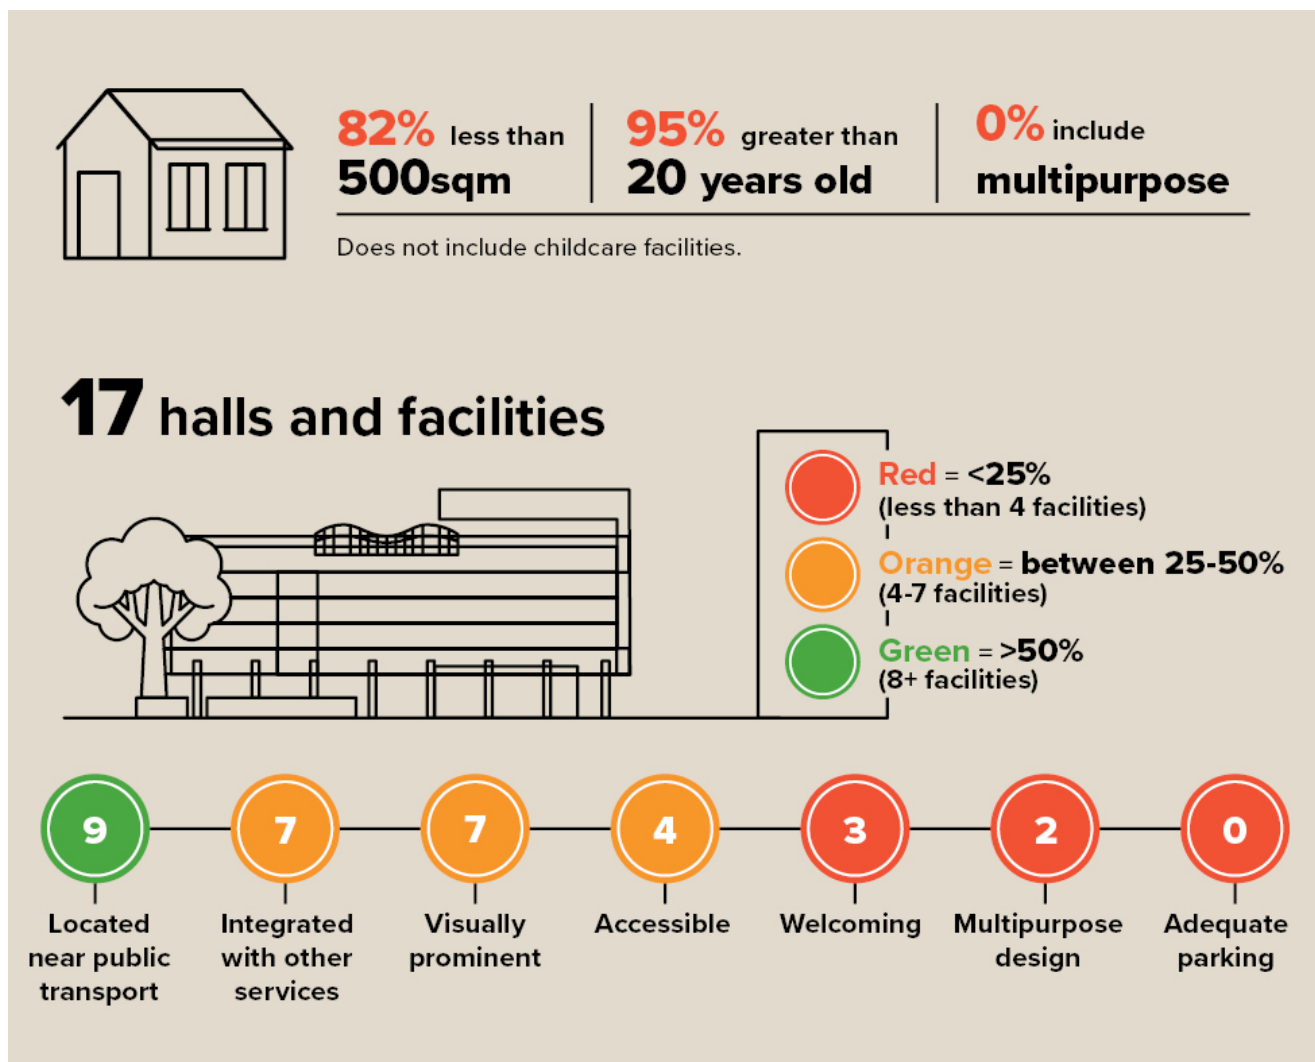 82% less than
500sqm
95% greater than
20 years old
0% include
multipurpose
Does not include childcare facilities.
17 halls and facilities
Red = <25%
(less than 4 facilities)
Orange = between 25-50%
(4-7 facilities)
Green = >50%
(8+ facilities)
9
Located
near public
transport
7
Integrated
with other
services
7
Visually
prominent
4
Accessible
3
Welcoming
2
Multipurpose
design
0
Adequate
parking